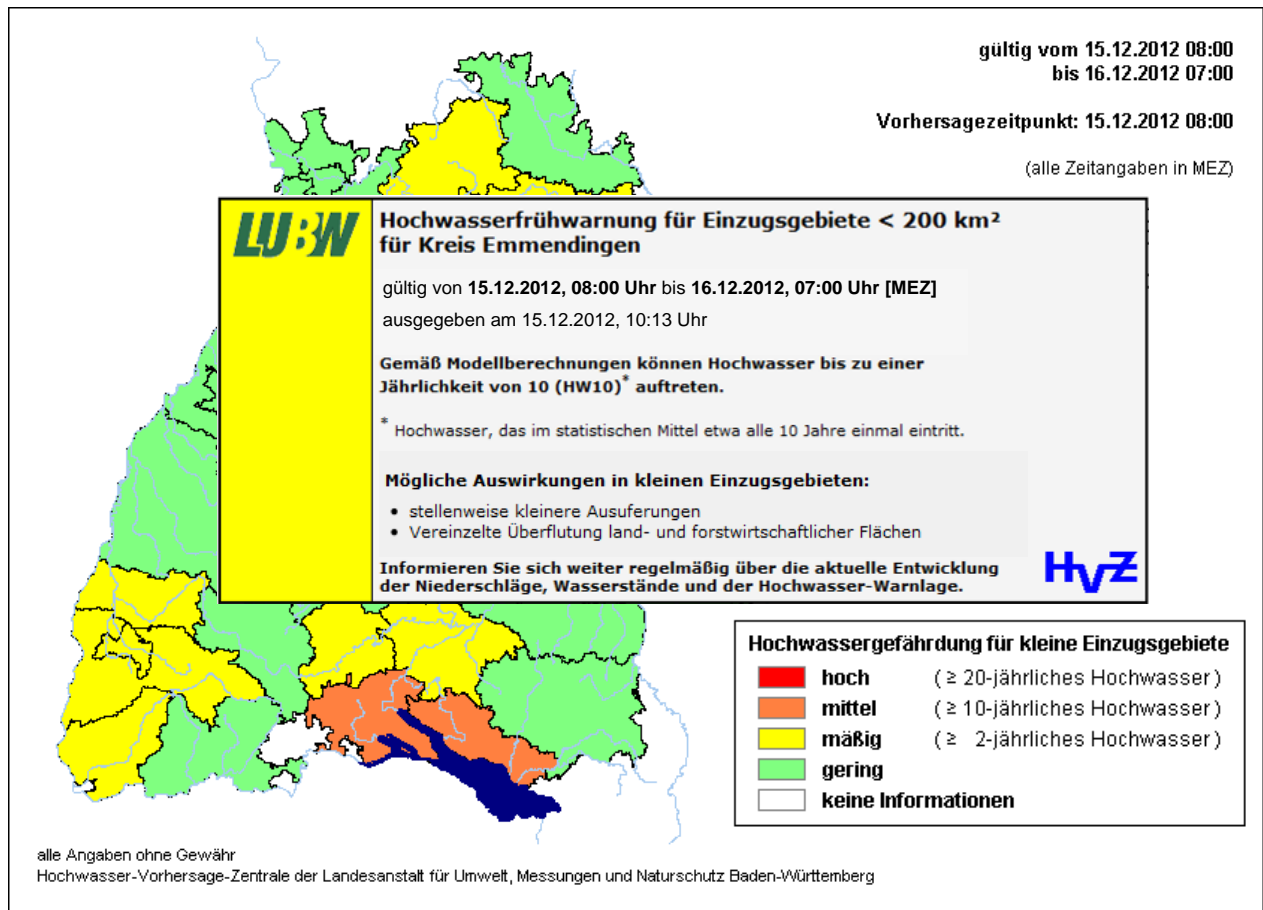 gültig vom 15.12.2012 08:00
bis 16.12.2012 07:00
Vorhersagezeitpunkt: 15.12.2012 08:00
(alle Zeitangaben in MEZ)
LUBW
Hochwasserfrühwarnung für Einzugsgebiete < 200 km²
für Kreis Emmendingen
gültig von 15.12.2012, 08:00 Uhr bis 16.12.2012, 07:00 Uhr [MEZ]
ausgegeben am 15.12.2012, 10:13 Uhr
Gemäß Modellberechnungen können Hochwasser bis zu einer
Jährlichkeit von 10 (HW10)* auftreten.
* Hochwasser, das im statistischen Mittel etwa alle 10 Jahre einmal eintritt.
Mögliche Auswirkungen in kleinen Einzugsgebieten:
• stellenweise kleinere Ausuferungen
• Vereinzelte Überflutung land- und forstwirtschaftlicher Flächen
Informieren Sie sich weiter regelmäßig über die aktuelle Entwicklung
der Niederschläge, Wasserstände und der Hochwasser-Warnlage.
HVZ
Hochwassergefährdung für kleine Einzugsgebiete
hoch (≥ 20-jährliches Hochwasser)
mittel (≥ 10-jährliches Hochwasser)
mäßig (≥ 2-jährliches Hochwasser)
gering
keine Informationen
alle Angaben ohne Gewähr
Hochwasser-Vorhersage-Zentrale der Landesanstalt für Umwelt, Messungen und Naturschutz Baden-Württemberg